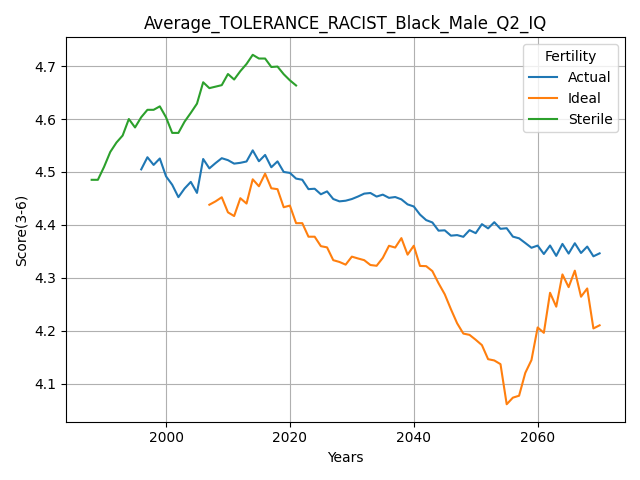 Average_TOLERANCE_RACIST_Black_Male_Q2_IQ
Fertility
Actual
Ideal
Sterile
Score(3-6)
4.7
4.6
4.5
4.4
4.3
4.2
4.1
2000 2020 2040 2060
Years